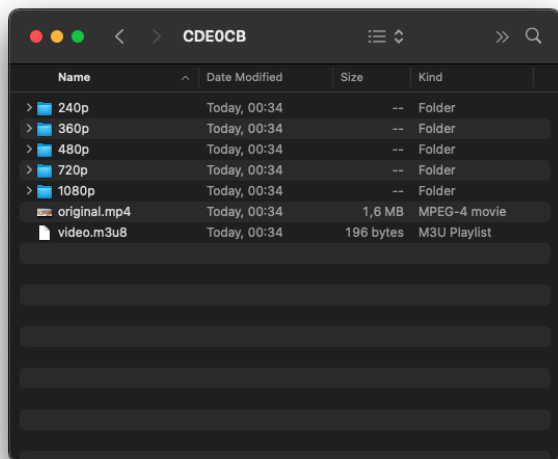 CDE0CB
Name Date Modified Size Kind
240p Today, 00:34 -- Folder
360p Today, 00:34 -- Folder
480p Today, 00:34 -- Folder
720p Today, 00:34 -- Folder
1080p Today, 00:34 -- Folder
original.mp4 Today, 00:34 1,6 MB MPEG-4 movie
video.m3u8 Today, 00:34 196 bytes M3U Playlist